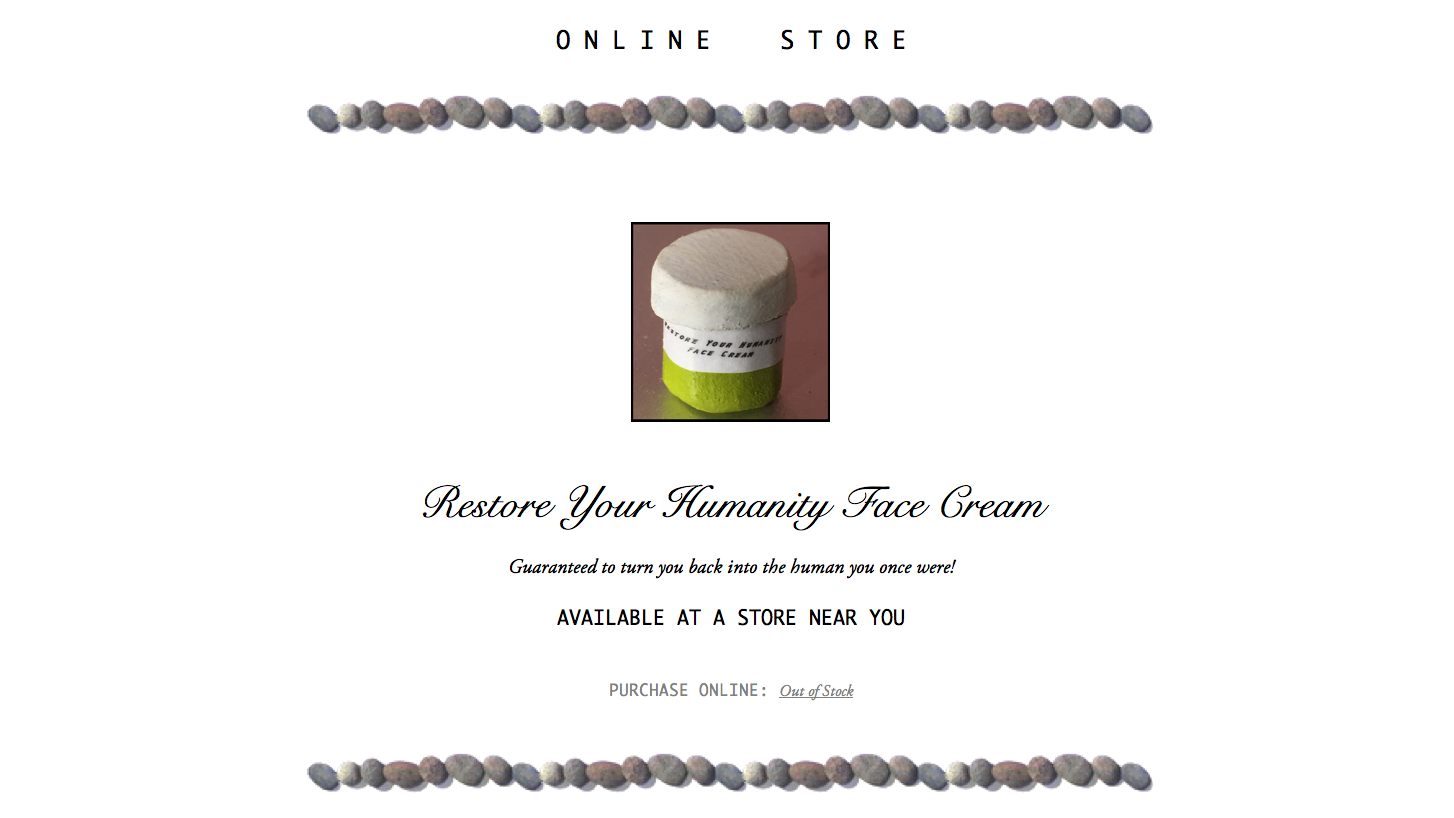 ONLINE STORE
RESTORE YOUR HUMANITY
FACE CREAM
Restore Your Humanity Face Cream
Guaranteed to turn you back into the human you once were!
AVAILABLE AT A STORE NEAR YOU
PURCHASE ONLINE: Out of Stock